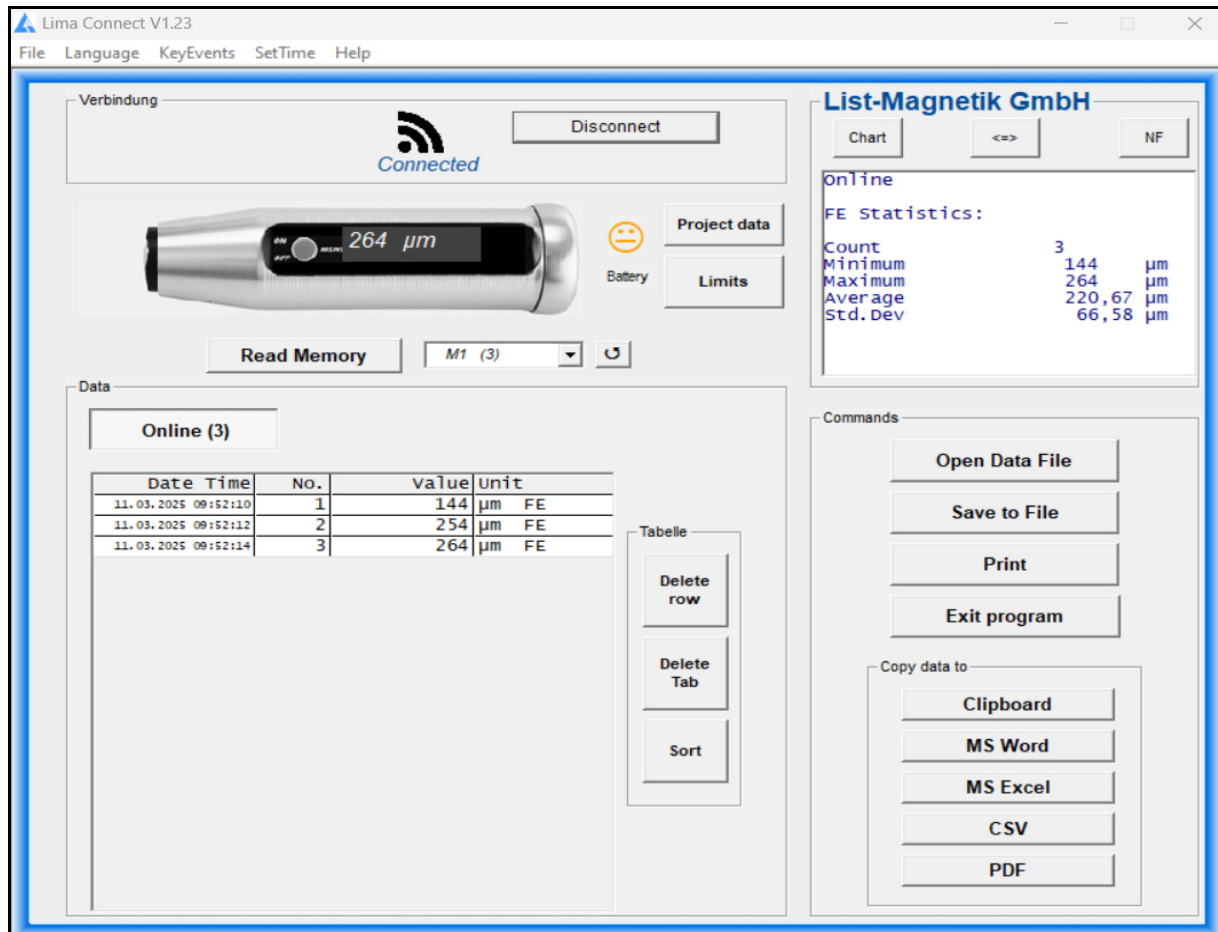 Lima Connect V1.23
File Language KeyEvents SetTime Help
Verbindung
Connected
Disconnect
ON
OFF
264 µm
Battery
Project data
Limits
Read Memory
M1 (3)
Data
Online (3)
Date Time No. Value Unit
11.03.2025 09:52:10 1 144 µm FE
11.03.2025 09:52:12 2 254 µm FE
11.03.2025 09:52:14 3 264 µm FE
Tabelle
Delete
row
Delete
Tab
Sort
List-Magnetik GmbH
Chart <=> NF
Online
FE Statistics:
Count 3
Minimum 144 µm
Maximum 264 µm
Average 220,67 µm
Std.Dev 66,58 µm
Commands
Open Data File
Save to File
Print
Exit program
Copy data to
Clipboard
MS Word
MS Excel
CSV
PDF